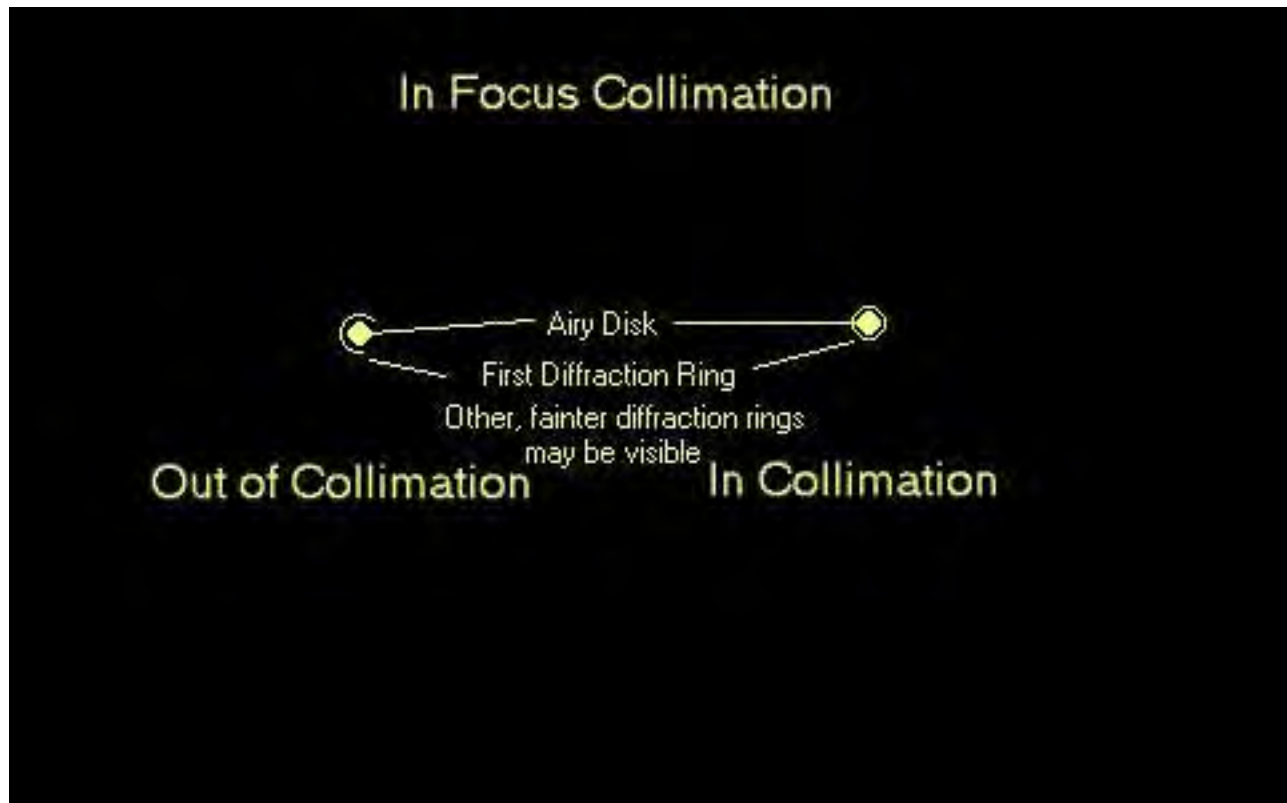 In Focus Collimation
Airy Disk
First Diffraction Ring
Other, fainter diffraction rings
may be visible
Out of Collimation
In Collimation